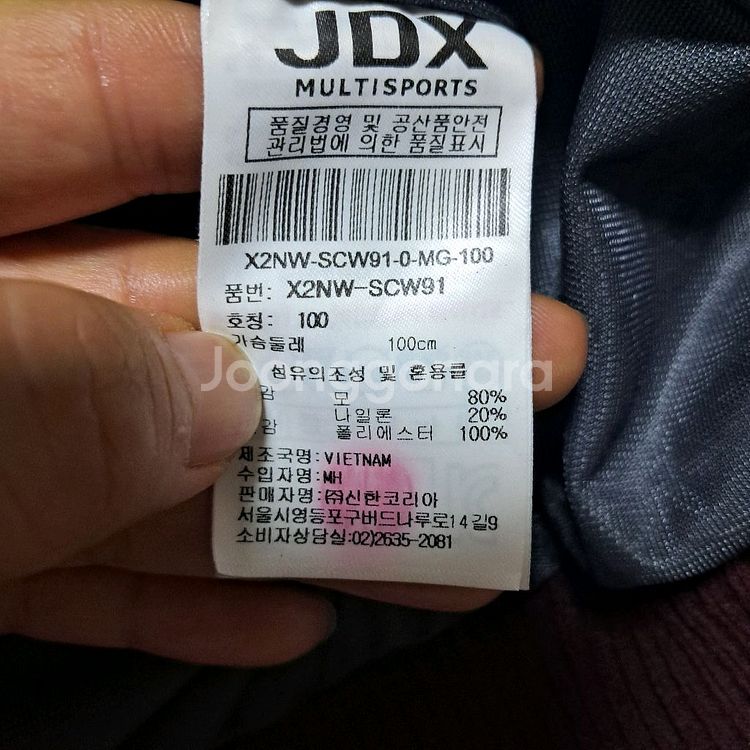 JDX
MULTISPORTS
품질경영 및 공산품안전
관리법에 의한 품질표시
X2NW-SCW91-0-MG-100
품번: X2NW-SCW91
호칭: 100
가슴둘레 100cm
섬유의조성 및 혼용률
Joonggonara
감 모 80%
나일론 20%
감 폴리에스터 100%
제조국명:VIETNAM
수입자명:MH
판매자명:㈜신한코리아
서울시영등포구버드나루로14길9
소비자상담실:02)2635-2081